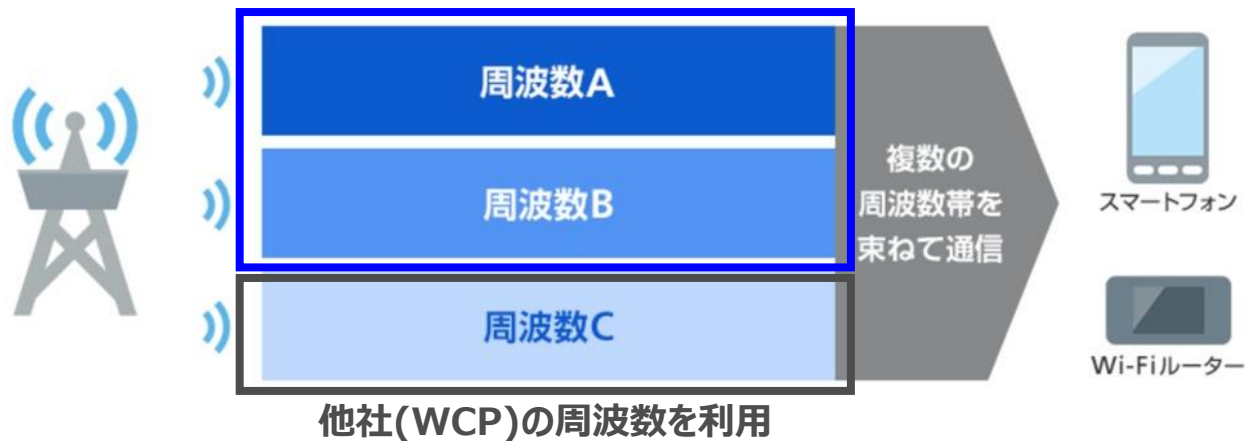 周波数A
周波数B
周波数C
複数の
周波数帯を
束ねて通信
スマートフォン
Wi-Fiルーター
他社(WCP)の周波数を利用